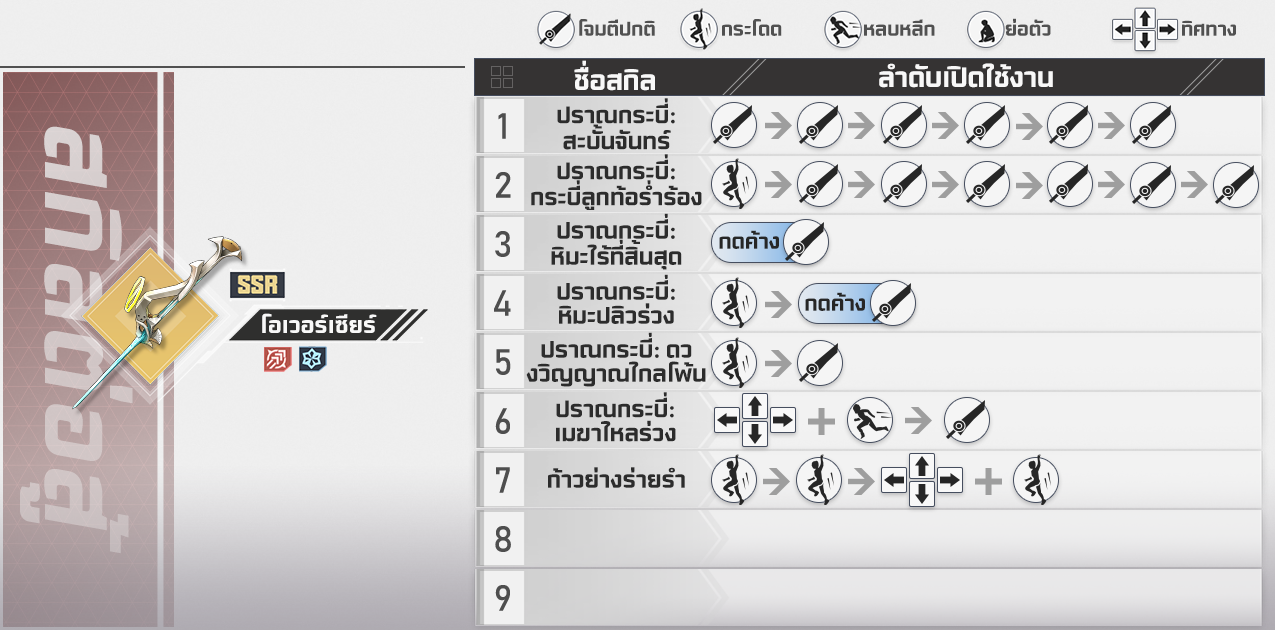 โจมตีปกติ
กระโดด
หลบหลีก
ย่อตัว
ทิศทาง
ชื่อสกิล
ลำดับเปิดใช้งาน
สกิลต่อสู้
SSR
โอเวอร์เซียร์
1
ปราณกระบี่:
สะบั้นจันทร์
2
ปราณกระบี่:
กระบี่ลูกท้อร่ำร้อง
3
ปราณกระบี่:
หิมะไร้ที่สิ้นสุด
กดค้าง
4
ปราณกระบี่:
หิมะปลิวร่วง
กดค้าง
5
ปราณกระบี่: ดว
งวิญญาณไกลโพ้น
6
ปราณกระบี่:
เมฆาไหลร่วง
7
ก้าวย่างร่ายรำ
8
9